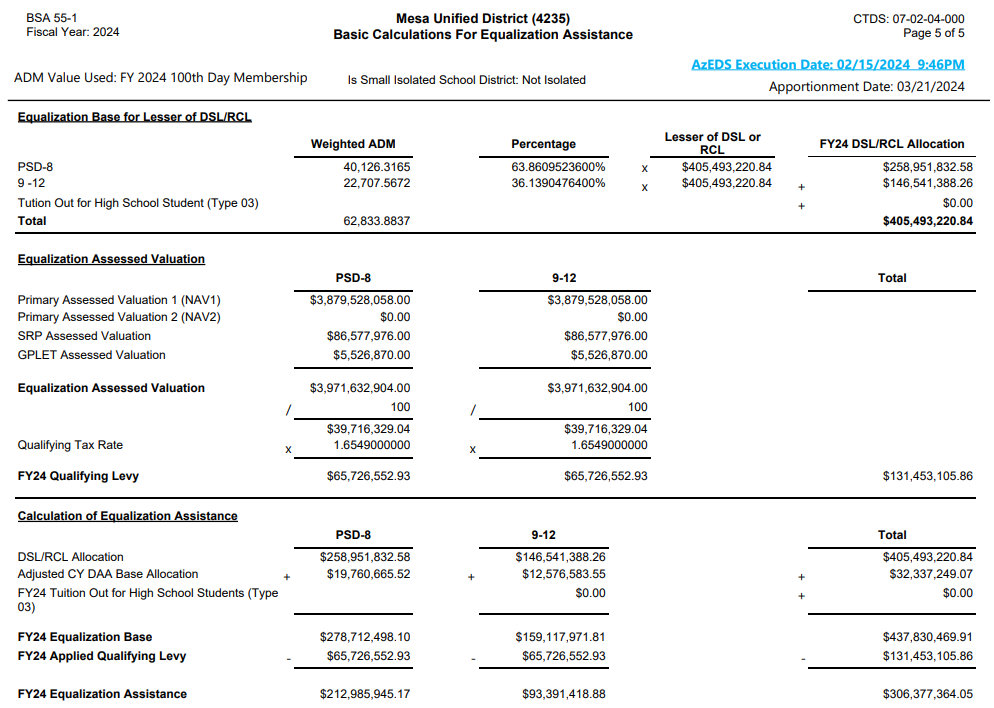 BSA 55-1
Fiscal Year: 2024
Mesa Unified District (4235)
Basic Calculations For Equalization Assistance
CTDS: 07-02-04-000
Page 5 of 5
ADM Value Used: FY 2024 100th Day Membership
Is Small Isolated School District: Not Isolated
AzEDS Execution Date: 02/15/2024 9:46PM
Apportionment Date: 03/21/2024
Equalization Base for Lesser of DSL/RCL
Weighted ADM Percentage Lesser of DSL or RCL FY24 DSL/RCL Allocation
PSD-8 40,126.3165 63.8609523600% x $405,493,220.84 $258,951,832.58
9 -12 22,707.5672 36.1390476400% x $405,493,220.84 + $146,541,388.26
Tution Out for High School Student (Type 03) + $0.00
Total 62,833.8837 $405,493,220.84
Equalization Assessed Valuation
PSD-8 9-12 Total
Primary Assessed Valuation 1 (NAV1) $3,879,528,058.00 $3,879,528,058.00
Primary Assessed Valuation 2 (NAV2) $0.00 $0.00
SRP Assessed Valuation $86,577,976.00 $86,577,976.00
GPLET Assessed Valuation $5,526,870.00 $5,526,870.00
Equalization Assessed Valuation $3,971,632,904.00 $3,971,632,904.00
/ 100 / 100
$39,716,329.04 $39,716,329.04
Qualifying Tax Rate x 1.6549000000 x 1.6549000000
FY24 Qualifying Levy $65,726,552.93 $65,726,552.93 $131,453,105.86
Calculation of Equalization Assistance
PSD-8 9-12 Total
DSL/RCL Allocation $258,951,832.58 $146,541,388.26 $405,493,220.84
Adjusted CY DAA Base Allocation + $19,760,665.52 + $12,576,583.55 + $32,337,249.07
FY24 Tuition Out for High School Students (Type $0.00 + $0.00
03)
FY24 Equalization Base $278,712,498.10 $159,117,971.81 $437,830,469.91
FY24 Applied Qualifying Levy - $65,726,552.93 - $65,726,552.93 - $131,453,105.86
FY24 Equalization Assistance $212,985,945.17 $93,391,418.88 $306,377,364.05